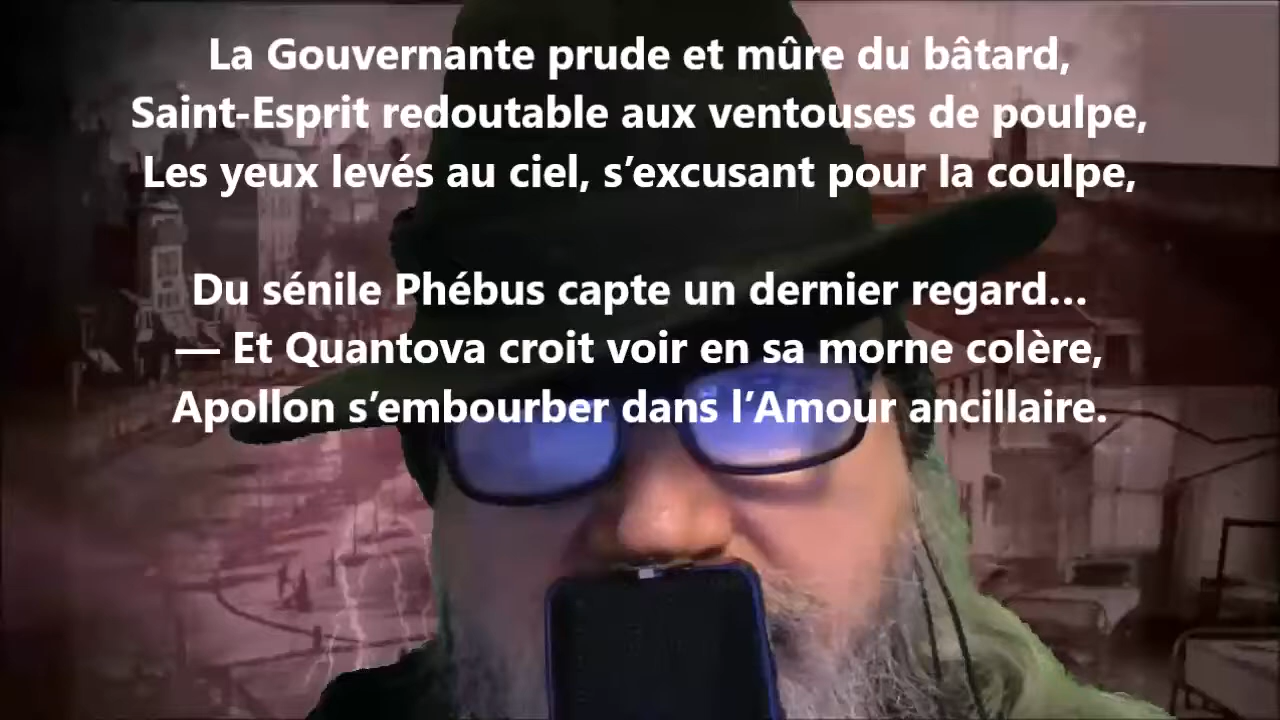 La Gouvernante prude et mûre du bâtard,
Saint-Esprit redoutable aux ventouses de poulpe,
Les yeux levés au ciel, s’excusant pour la coulpe,
Du sénile Phébus capte un dernier regard…
— Et Quantova croit voir en sa morne colère,
Apollon s’embourber dans l’Amour ancillaire.